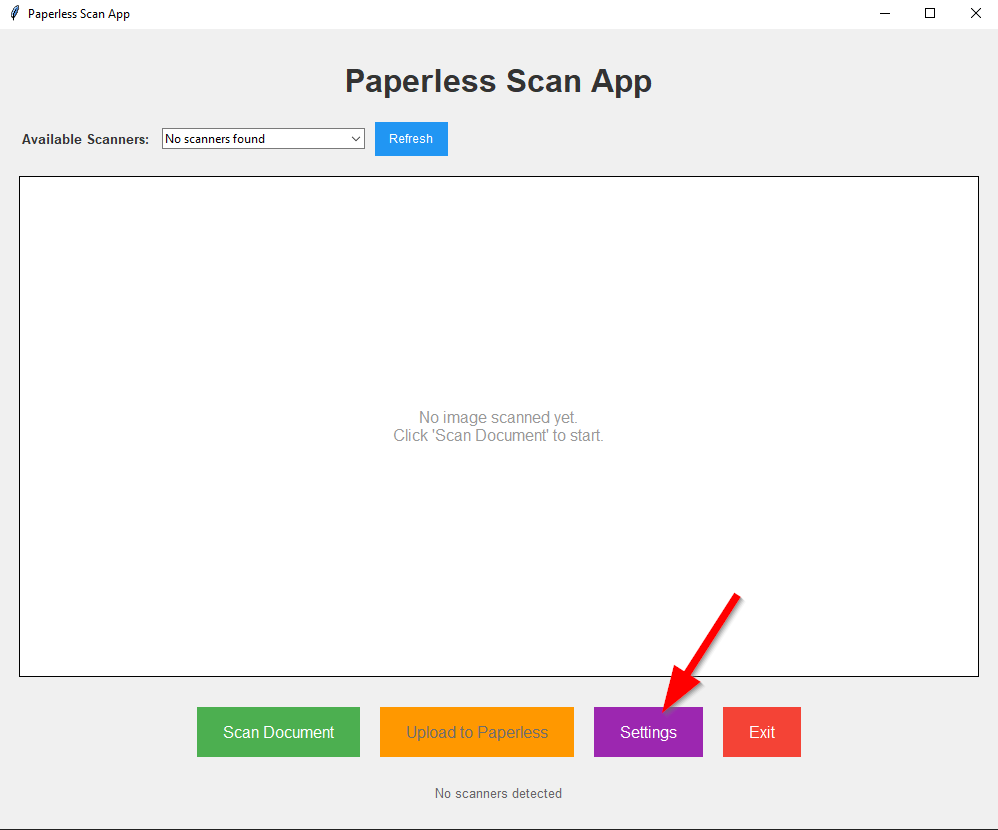 Paperless Scan App
Paperless Scan App
Available Scanners: No scanners found Refresh
No image scanned yet.
Click 'Scan Document' to start.
Scan Document Upload to Paperless Settings Exit
No scanners detected